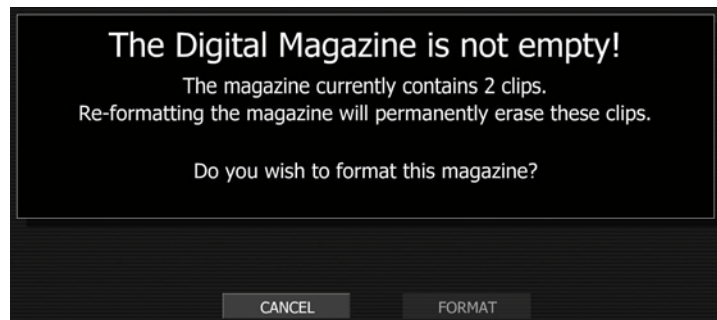 The Digital Magazine is not empty!
The magazine currently contains 2 clips.
Re-formatting the magazine will permanently erase these clips.
Do you wish to format this magazine?
CANCEL
FORMAT